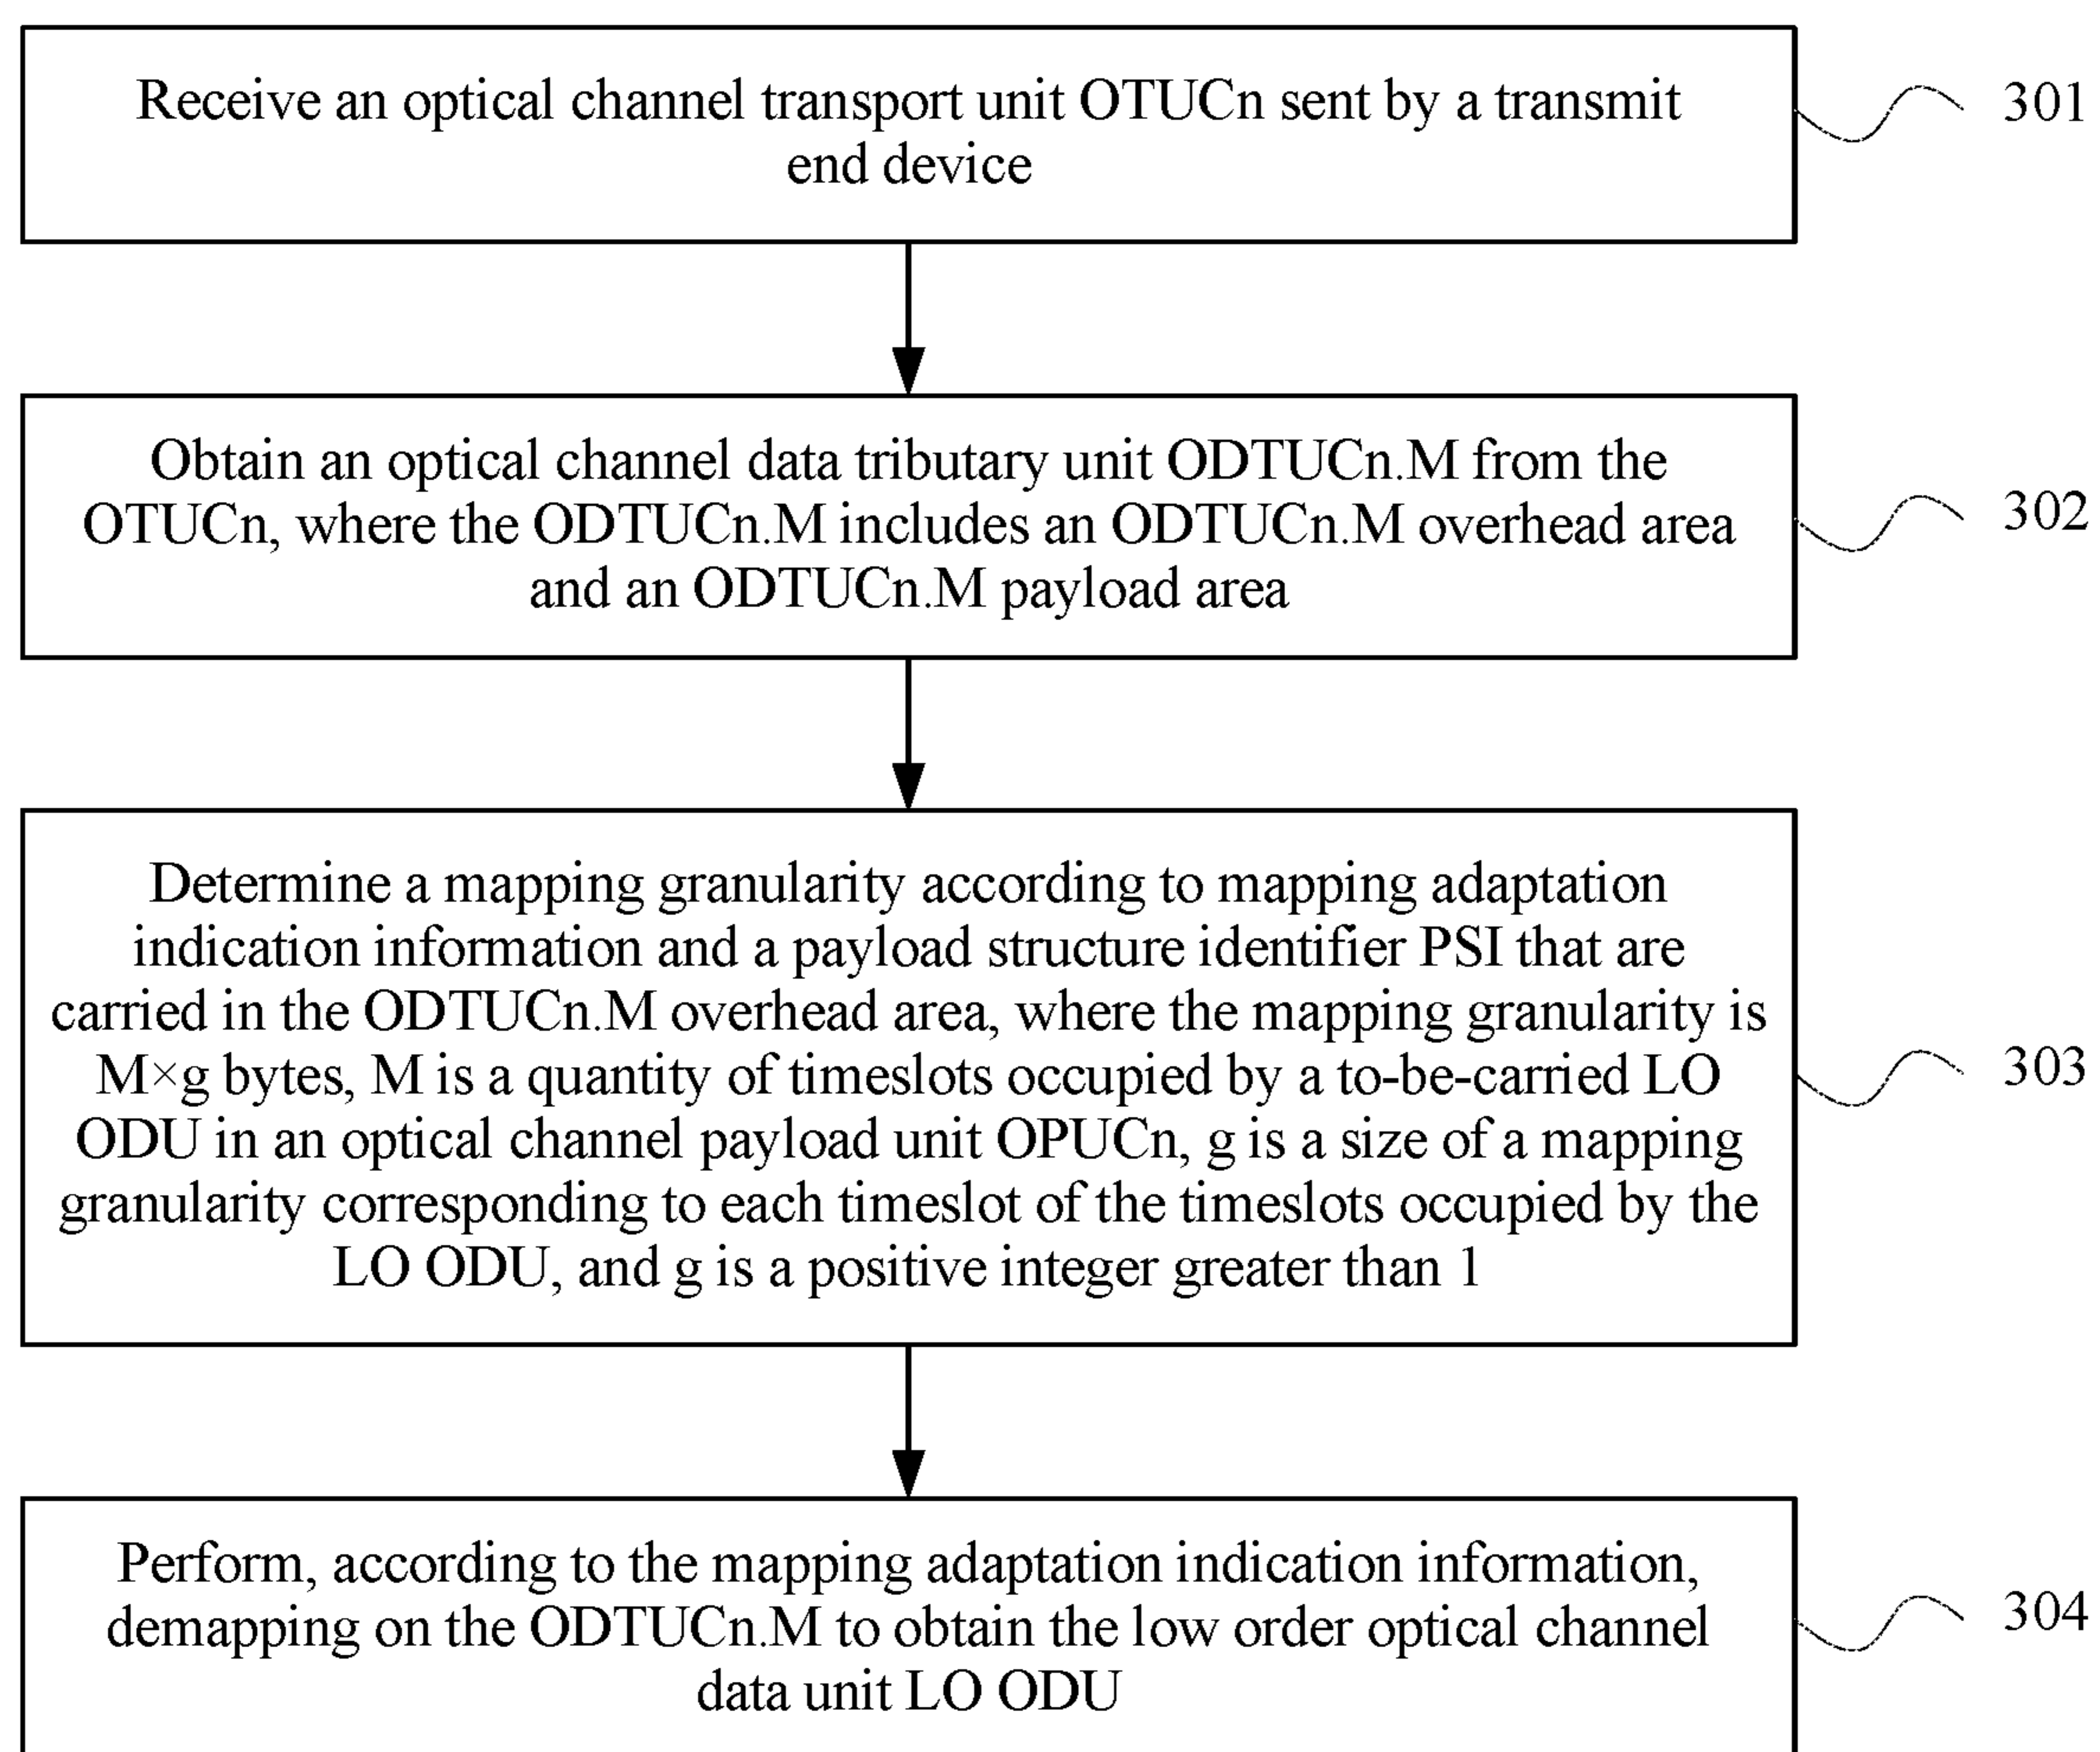 Receive an optical channel transport unit OTUCn sent by a transmit
end device
301
Obtain an optical channel data tributary unit ODTUCn.M from the
OTUCn, where the ODTUCn.M includes an ODTUCn.M overhead area
and an ODTUCn.M payload area
302
Determine a mapping granularity according to mapping adaptation
indication information and a payload structure identifier PSI that are
carried in the ODTUCn.M overhead area, where the mapping granularity is
M×g bytes, M is a quantity of timeslots occupied by a to-be-carried LO
ODU in an optical channel payload unit OPUCn, g is a size of a mapping
granularity corresponding to each timeslot of the timeslots occupied by the
LO ODU, and g is a positive integer greater than 1
303
Perform, according to the mapping adaptation indication information,
demapping on the ODTUCn.M to obtain the low order optical channel
data unit LO ODU
304